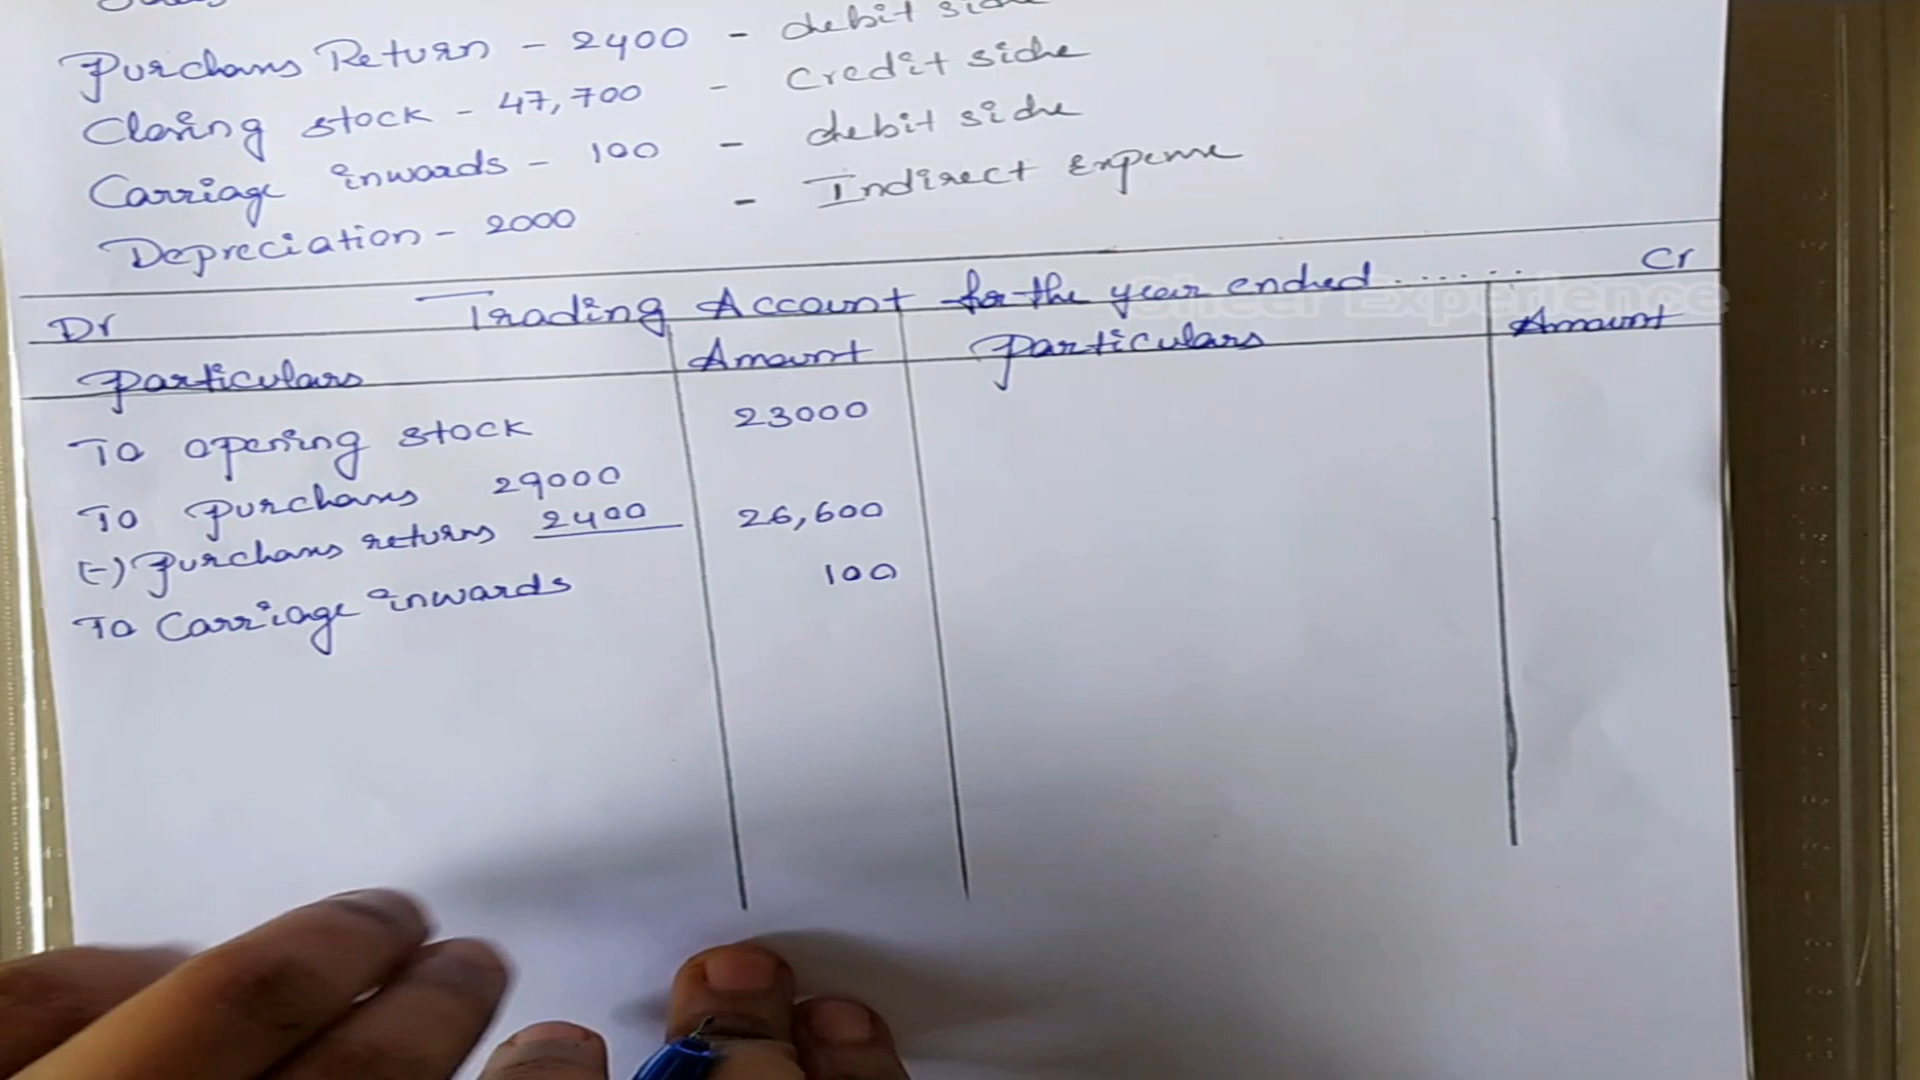 Purchases Return - 2400 - debit side
Closing stock - 47,700 - Credit side
Carriage inwards - 100 - debit side
Depreciation - 2000 - Indirect Expense
Dr Trading Account for the year ended ...... Cr
Particulars Amount Particulars Amount
To opening stock 23000
To Purchases 29000
(-) Purchases returns 2400 26,600
To Carriage inwards 100